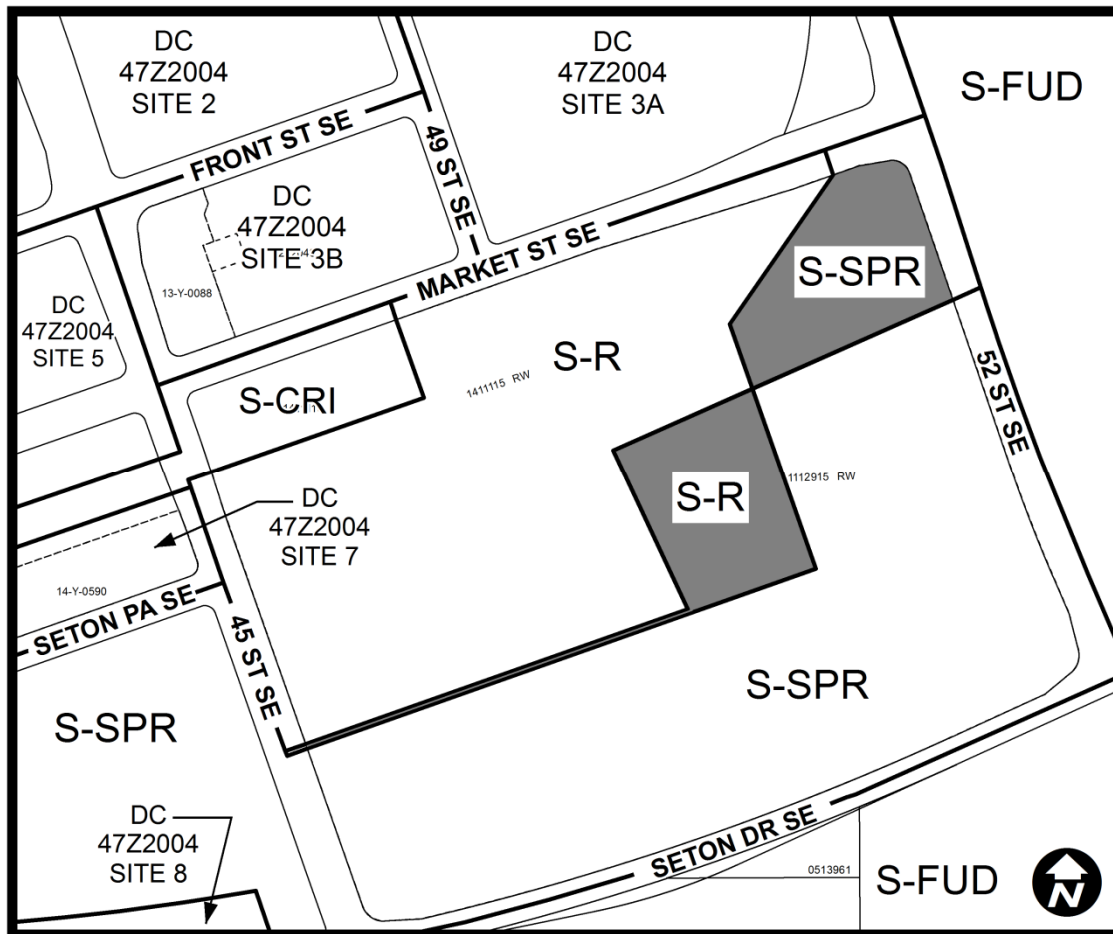 DC
47Z2004
SITE 2
DC
47Z2004
SITE 3A
S-FUD
FRONT ST SE
49 ST SE
DC
47Z2004
SITE 3B
13-Y-0088
MARKET ST SE
S-SPR
DC
47Z2004
SITE 5
S-R
52 ST SE
1411115 RW
S-CRI
S-R
1112915 RW
DC
47Z2004
SITE 7
14-Y-0590
SETON PA SE
45 ST SE
S-SPR
S-SPR
DC
47Z2004
SITE 8
SETON DR SE
0513961
S-FUD
N